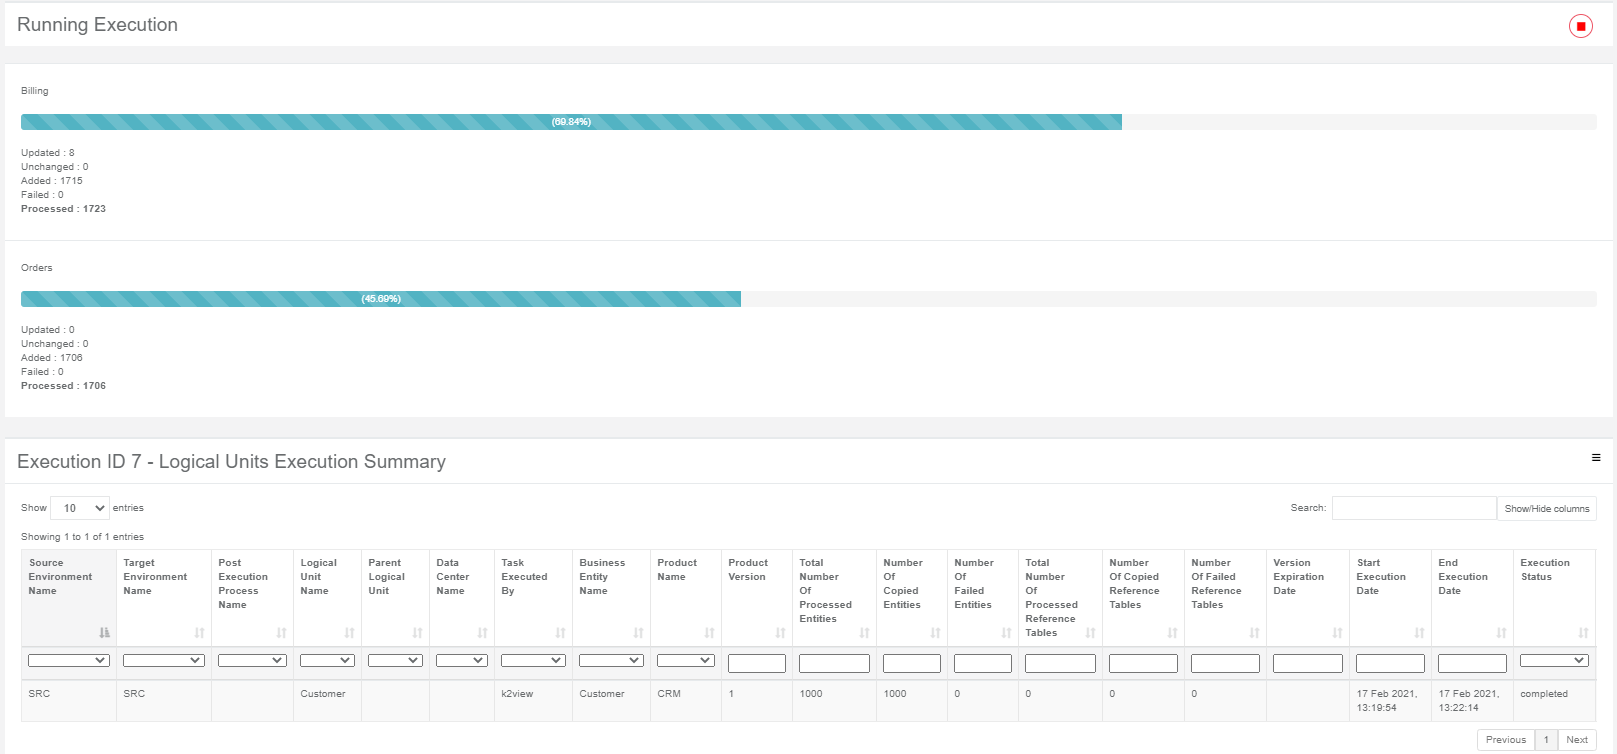 Running Execution
Billing
(69.84%)
Updated : 8
Unchanged : 0
Added : 1715
Failed : 0
Processed : 1723
Orders
(45.69%)
Updated : 0
Unchanged : 0
Added : 1706
Failed : 0
Processed : 1706
Execution ID 7 - Logical Units Execution Summary
Show 10 entries Search: Show/Hide columns
Showing 1 to 1 of 1 entries
Source Environment Name Target Environment Name Post Execution Process Name Logical Unit Name Parent Logical Unit Data Center Name Task Executed By Business Entity Name Product Name Product Version Total Number Of Processed Entities Number Of Copied Entities Number Of Failed Entities Total Number Of Processed Reference Tables Number Of Copied Reference Tables Number Of Failed Reference Tables Version Expiration Date Start Execution Date End Execution Date Execution Status
SRC SRC Customer k2view Customer CRM 1 1000 1000 0 0 0 0 17 Feb 2021, 13:19:54 17 Feb 2021, 13:22:14 completed
Previous 1 Next